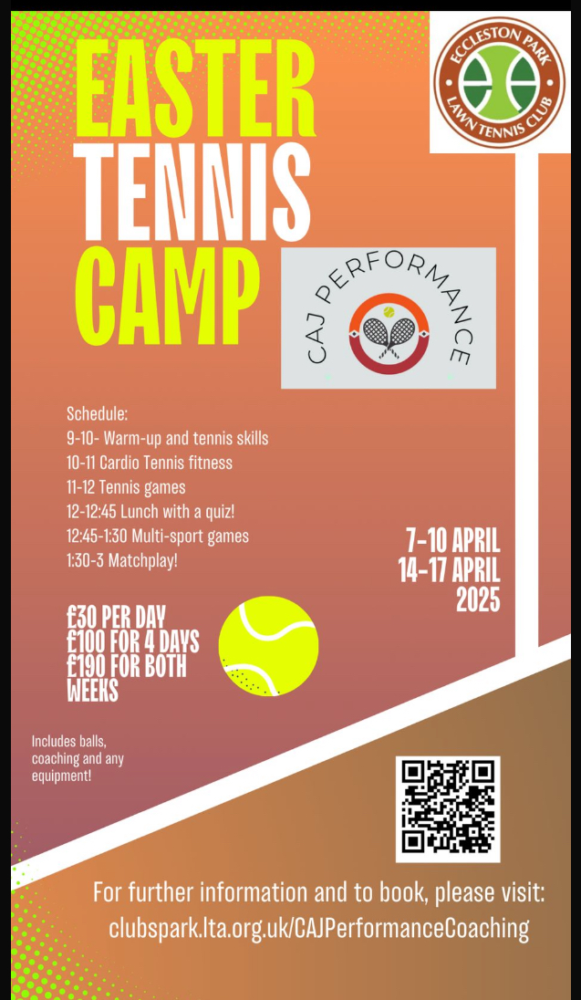 EASTER
TENNIS
CAMP
ECCLESTON PARK
LAWN TENNIS CLUB
CAJ PERFORMANCE
Schedule:
9-10- Warm-up and tennis skills
10-11 Cardio Tennis fitness
11-12 Tennis games
12-12:45 Lunch with a quiz!
12:45-1:30 Multi-sport games
1:30-3 Matchplay!
7-10 APRIL
14-17 APRIL
2025
£30 PER DAY
£100 FOR 4 DAYS
£190 FOR BOTH
WEEKS
Includes balls,
coaching and any
equipment!
For further information and to book, please visit:
clubspark.lta.org.uk/CAJPerformanceCoaching